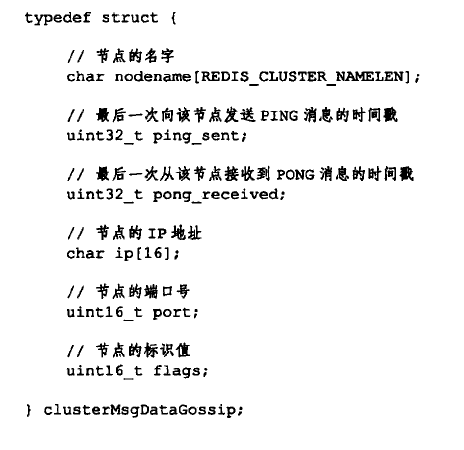 typedef struct {
// 节点的名字
char nodename[REDIS_CLUSTER_NAMELEN];
// 最后一次向该节点发送 PING 消息的时间戳
uint32_t ping_sent;
// 最后一次从该节点接收到 PONG 消息的时间戳
uint32_t pong_received;
// 节点的 IP 地址
char ip[16];
// 节点的端口号
uint16_t port;
// 节点的标识值
uint16_t flags;
} clusterMsgDataGossip;